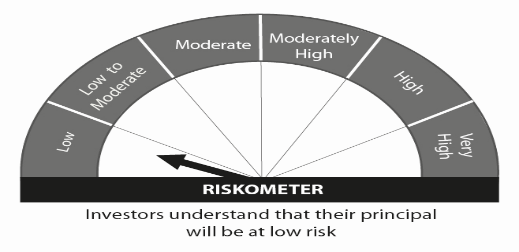 Low
Low to
Moderate
Moderate
Moderately
High
High
Very
High
RISKOMETER
Investors understand that their principal
will be at low risk